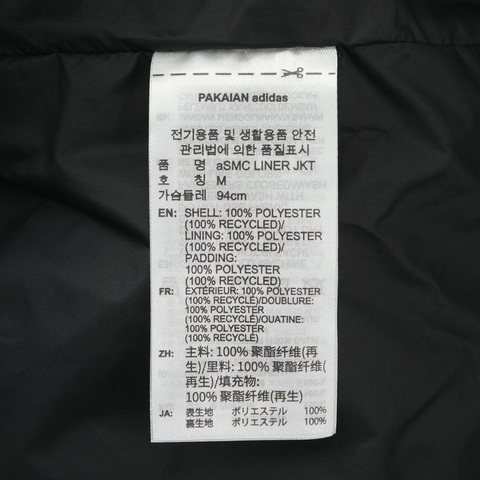 PAKAIAN adidas
전기용품 및 생활용품 안전
관리법에 의한 품질표시
품 명 aSMC LINER JKT
호 칭 M
가슴둘레 94cm
EN: SHELL: 100% POLYESTER
(100% RECYCLED)/
LINING: 100% POLYESTER
(100% RECYCLED)/
PADDING:
100% POLYESTER
(100% RECYCLED)
FR: EXTÉRIEUR: 100% POLYESTER
(100% RECYCLÉ)/DOUBLURE:
100% POLYESTER
(100% RECYCLÉ)/OUATINE:
100% POLYESTER
(100% RECYCLÉ)
ZH: 主料: 100% 聚酯纤维(再
生)/里料: 100% 聚酯纤维(
再生)/填充物:
100% 聚酯纤维(再生)
JA: 表生地 ポリエステル 100%
裏生地 ポリエステル 100%